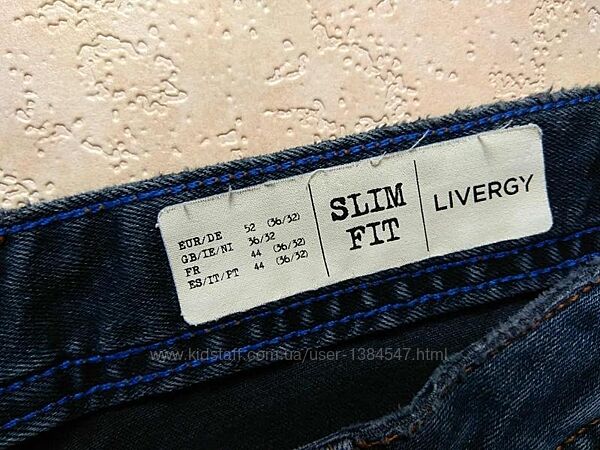 EUR/DE 52 (36/32)
GB/IE/NI 36/32
FR 44 (36/32)
ES/IT/PT 44 (36/32)
SLIM
FIT
LIVERGY
www.kidstaff.com.ua/user-1384547.html